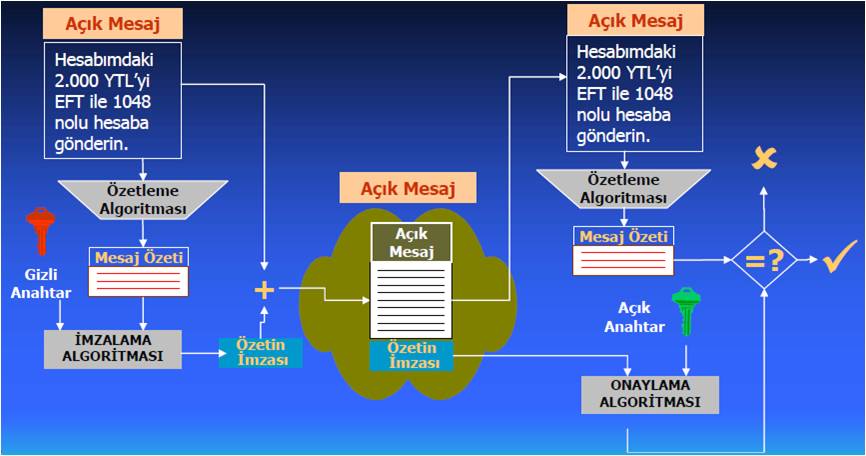 Açık Mesaj
Hesabımdaki
2.000 YTL’yi
EFT ile 1048
nolu hesaba
gönderin.
Özetleme
Algoritması
Gizli
Anahtar
Mesaj Özeti
İMZALAMA
ALGORİTMASI
Özetin
İmzası
+
Açık Mesaj
Açık
Mesaj
Özetin
İmzası
Açık Mesaj
Hesabımdaki
2.000 YTL’yi
EFT ile 1048
nolu hesaba
gönderin.
Özetleme
Algoritması
Mesaj Özeti
=?
Açık
Anahtar
ONAYLAMA
ALGORİTMASI